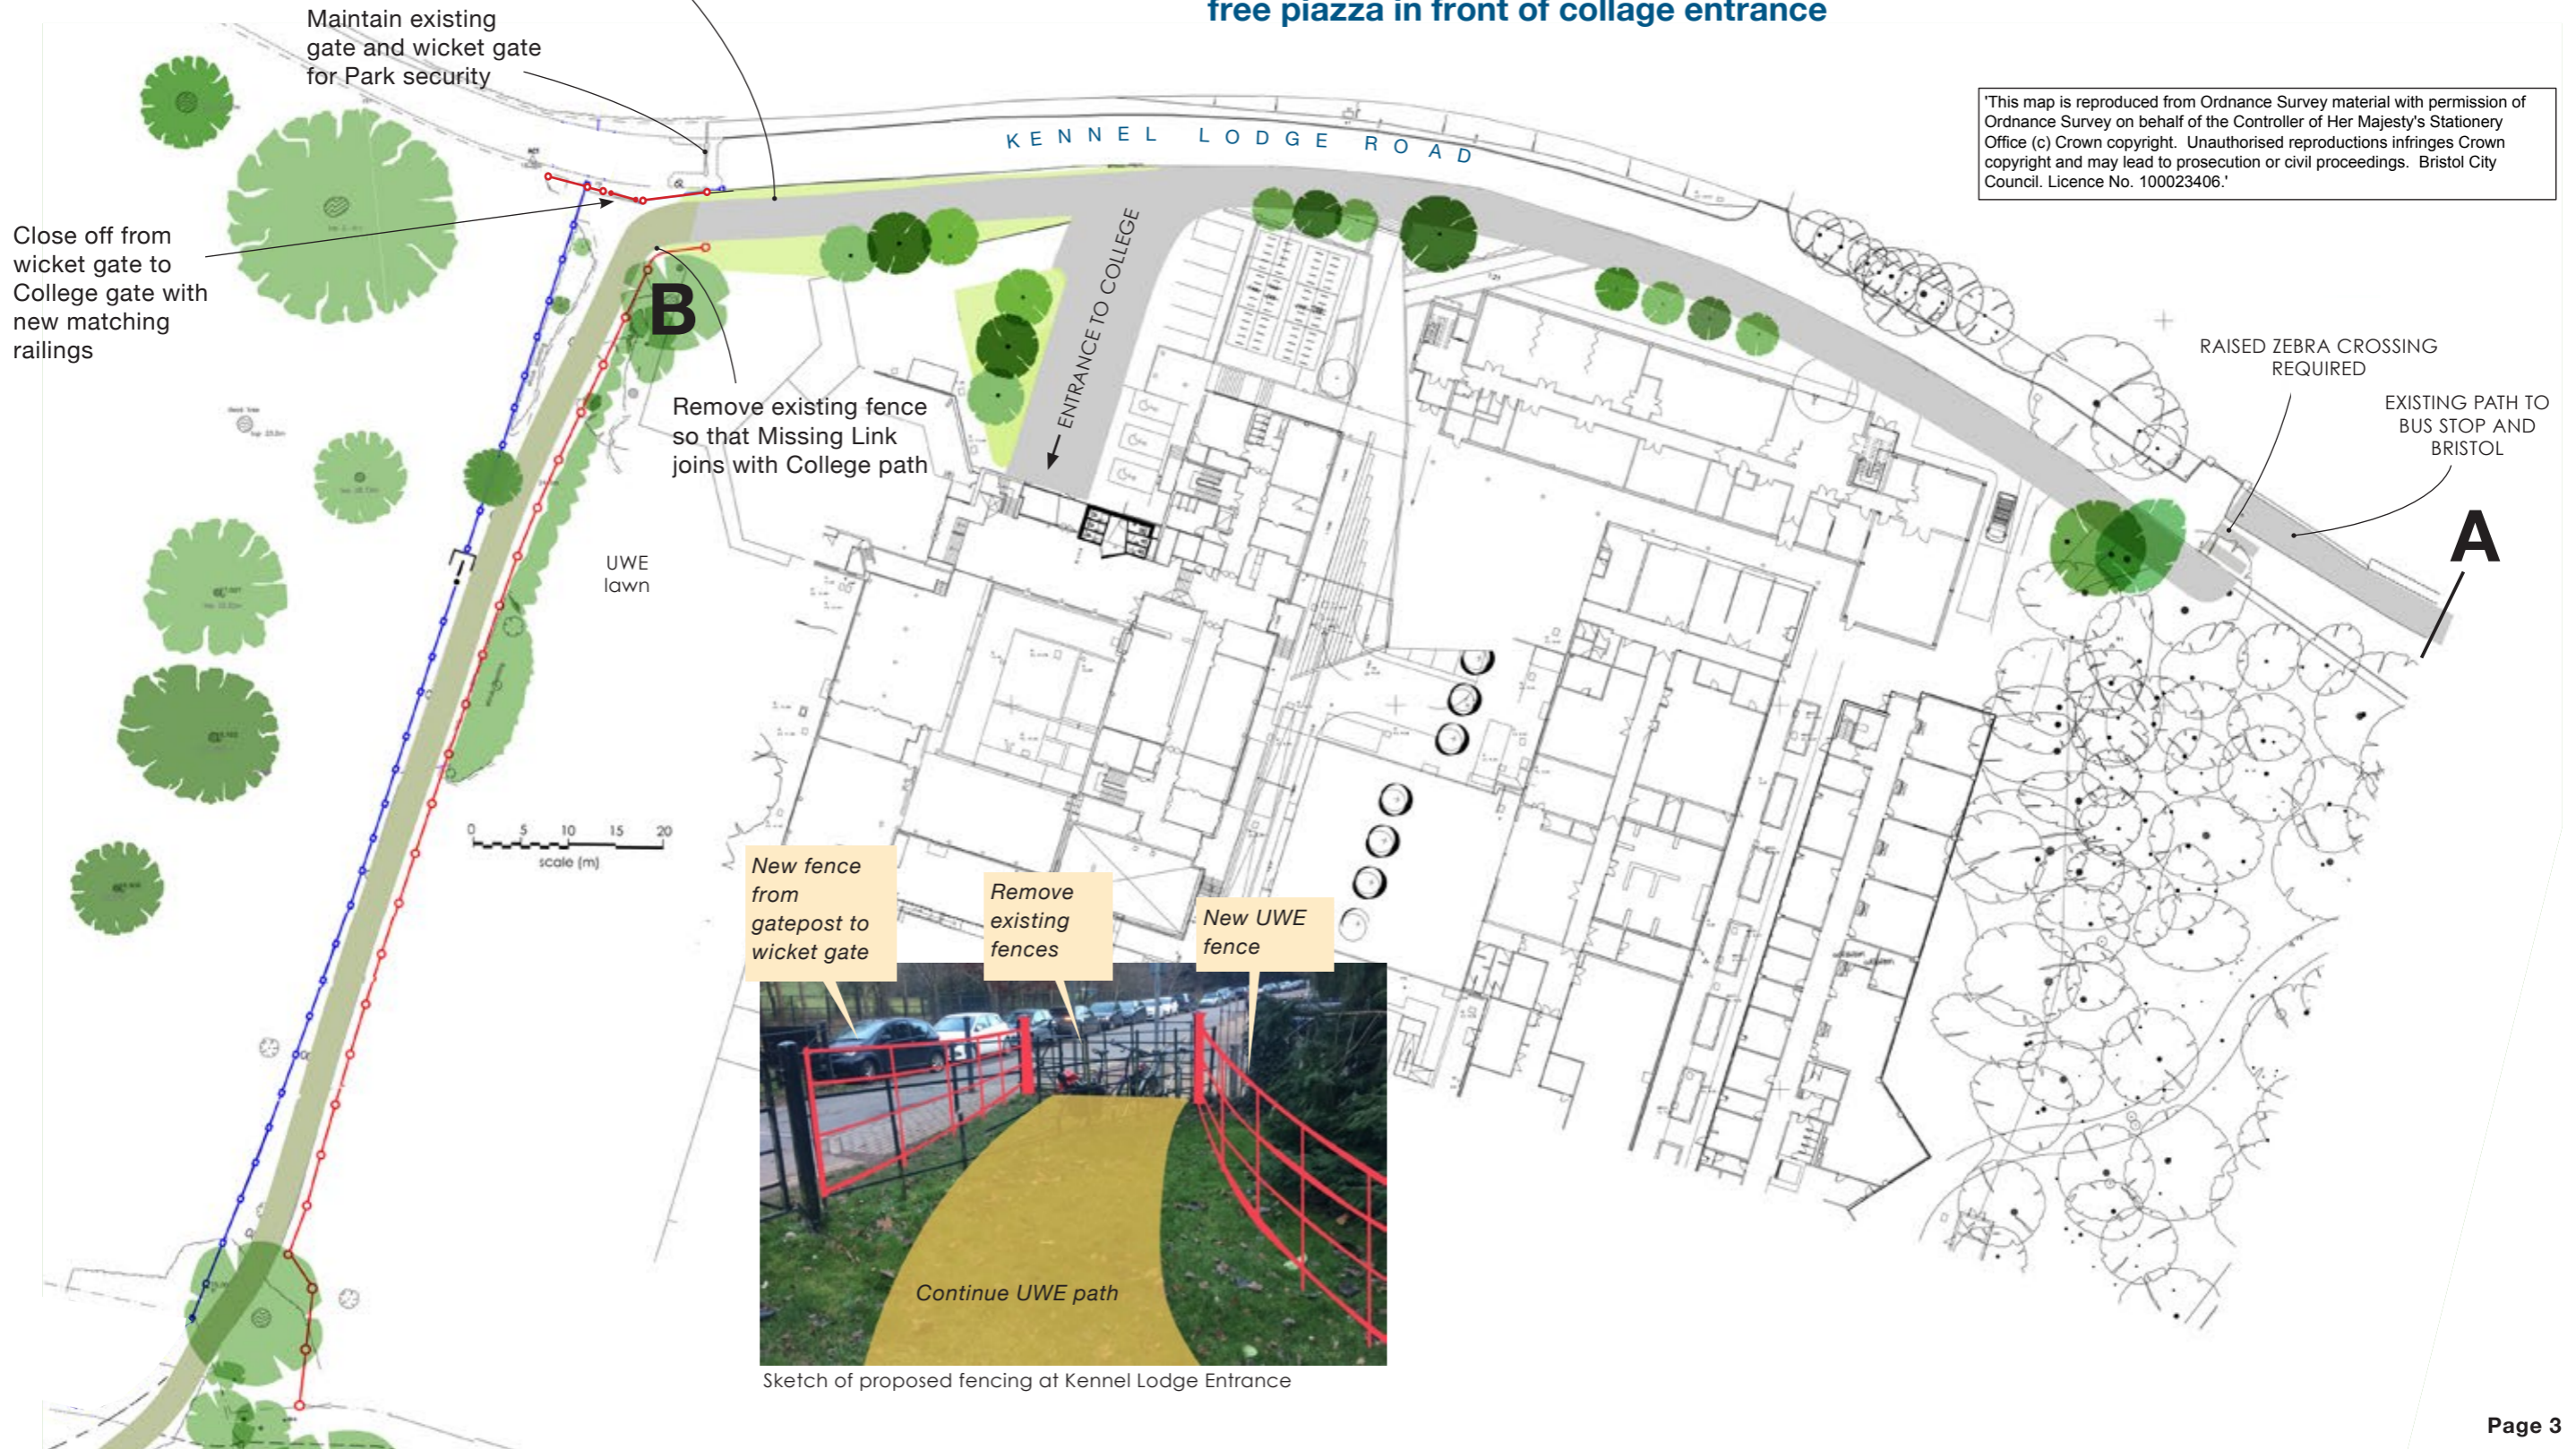 free piazza in front of collage entrance
Maintain existing
gate and wicket gate
for Park security
KENNEL LODGE ROAD
'This map is reproduced from Ordnance Survey material with permission of
Ordnance Survey on behalf of the Controller of Her Majesty's Stationery
Office (c) Crown copyright. Unauthorised reproductions infringes Crown
copyright and may lead to prosecution or civil proceedings. Bristol City
Council. Licence No. 100023406.'
Close off from
wicket gate to
College gate with
new matching
railings
B
ENTRANCE TO COLLEGE
Remove existing fence
so that Missing Link
joins with College path
RAISED ZEBRA CROSSING
REQUIRED
EXISTING PATH TO
BUS STOP AND
BRISTOL
A
UWE
lawn
0 5 10 15 20
scale (m)
New fence
from
gatepost to
wicket gate
Remove
existing
fences
New UWE
fence
Continue UWE path
Sketch of proposed fencing at Kennel Lodge Entrance
Page 3